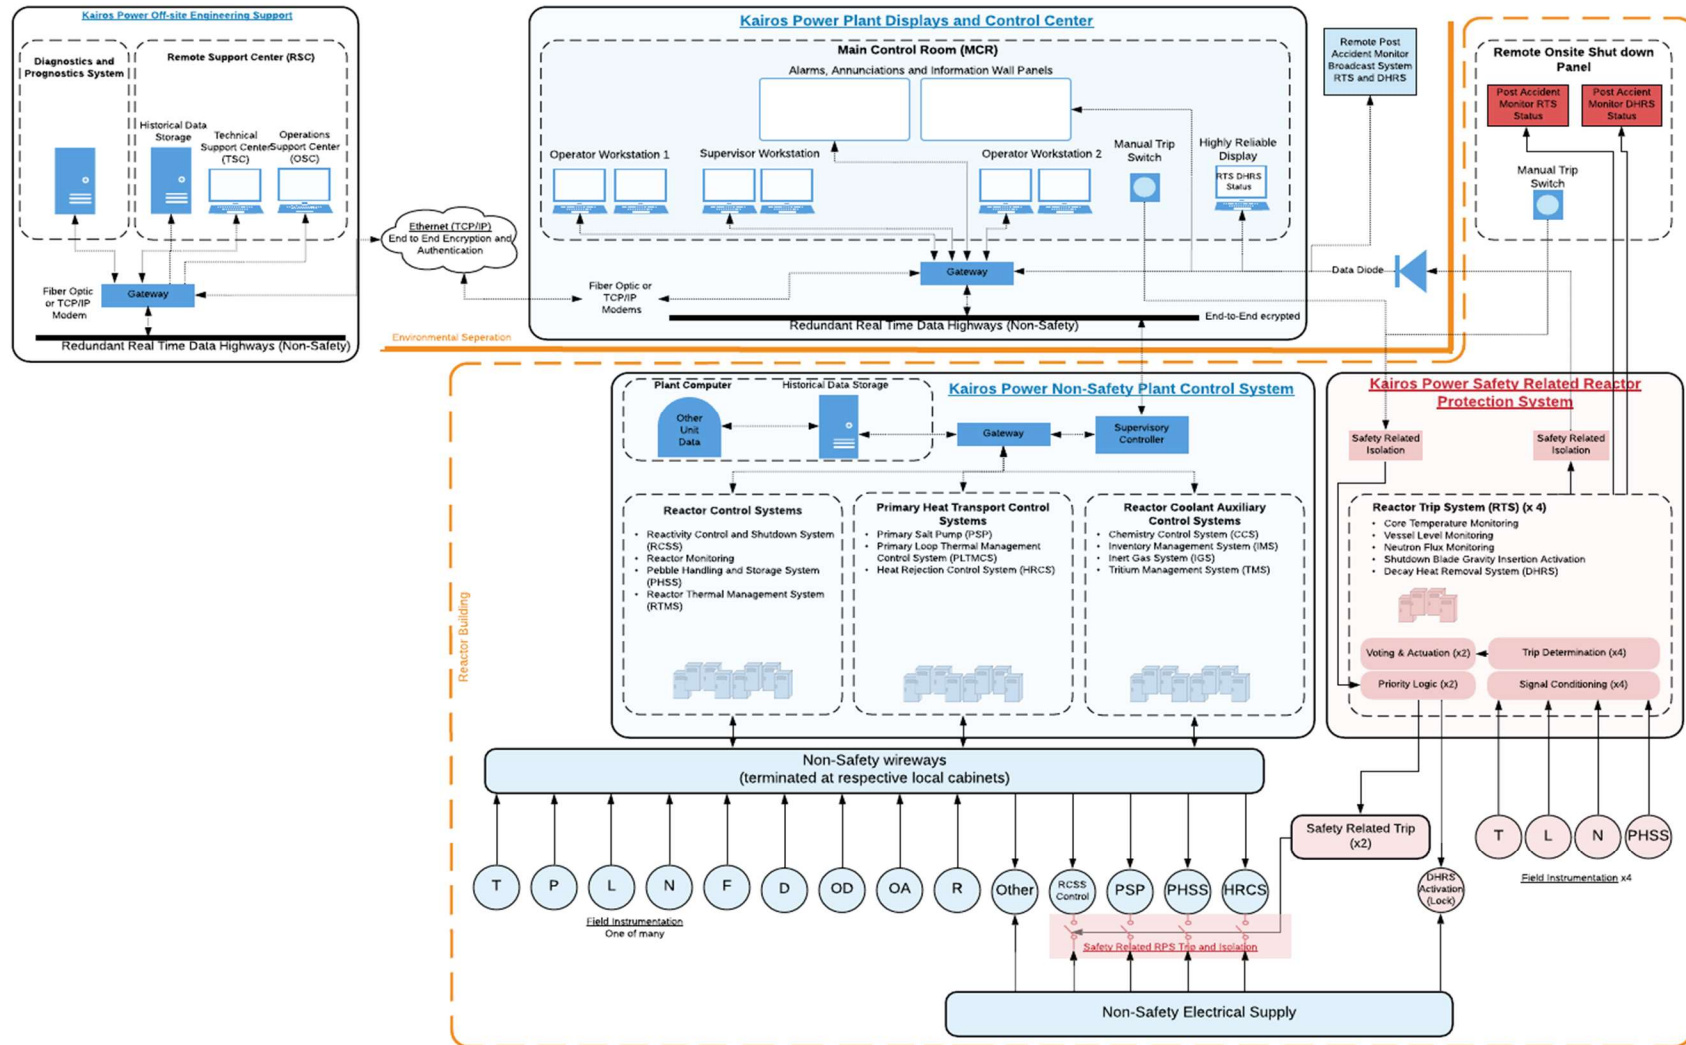 Kairos Power Off-site Engineering Support
Diagnostics and
Prognostics System
Remote Support Center (RSC)
Historical Data
Storage
Technical
Support Center
(TSC)
Operations
Support Center
(OSC)
Fiber Optic
or TCP/IP
Modem
Gateway
Redundant Real Time Data Highways (Non-Safety)
Ethernet (TCP/IP)
End to End Encryption and
Authentication
Kairos Power Plant Displays and Control Center
Main Control Room (MCR)
Alarms, Annunciations and Information Wall Panels
Operator Workstation 1
Supervisor Workstation
Operator Workstation 2
Manual Trip
Switch
Highly Reliable
Display
RTS DHRS
Status
Fiber Optic or
TCP/IP
Modems
Gateway
Redundant Real Time Data Highways (Non-Safety)
End-to-End ecrypted
Data Diode
Remote Post
Accident Monitor
Broadcast System
RTS and DHRS
Remote Onsite Shut down
Panel
Post Accident
Monitor RTS
Status
Post Accient
Monitor DHRS
Status
Manual Trip
Switch
Environmental Seperation
Reactor Building
Kairos Power Non-Safety Plant Control System
Plant Computer
Historical Data Storage
Other
Unit
Data
Gateway
Supervisory
Controller
Reactor Control Systems
• Reactivity Control and Shutdown System
(RCSS)
• Reactor Monitoring
• Pebble Handling and Storage System
(PHSS)
• Reactor Thermal Management System
(RTMS)
Primary Heat Transport Control
Systems
• Primary Salt Pump (PSP)
• Primary Loop Thermal Management
Control System (PLTMCS)
• Heat Rejection Control System (HRCS)
Reactor Coolant Auxiliary
Control Systems
• Chemistry Control System (CCS)
• Inventory Management System (IMS)
• Inert Gas System (IGS)
• Tritium Management System (TMS)
Kairos Power Safety Related Reactor
Protection System
Safety Related
Isolation
Safety Related
Isolation
Reactor Trip System (RTS) (x 4)
• Core Temperature Monitoring
• Vessel Level Monitoring
• Neutron Flux Monitoring
• Shutdown Blade Gravity Insertion Activation
• Decay Heat Removal System (DHRS)
Voting & Actuation (x2)
Trip Determination (x4)
Priority Logic (x2)
Signal Conditioning (x4)
Non-Safety wireways
(terminated at respective local cabinets)
T
P
L
N
F
D
OD
OA
R
Other
RCSS
Control
PSP
PHSS
HRCS
Field Instrumentation
One of many
Safety Related RPS Trip and Isolation
Safety Related Trip
(x2)
DHRS
Activation
(Lock)
T
L
N
PHSS
Field Instrumentation x4
Non-Safety Electrical Supply